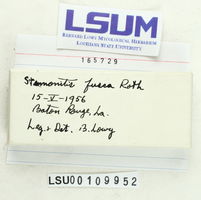 LSUM
BERNARD LOWY MYCOLOGICAL HERBARIUM
LOUISIANA STATE UNIVERSITY
165729
Stemonitis fusca Roth
15-V-1956
Baton Rouge, La.
Leg. & Det. B. Lowy
LSU00109952